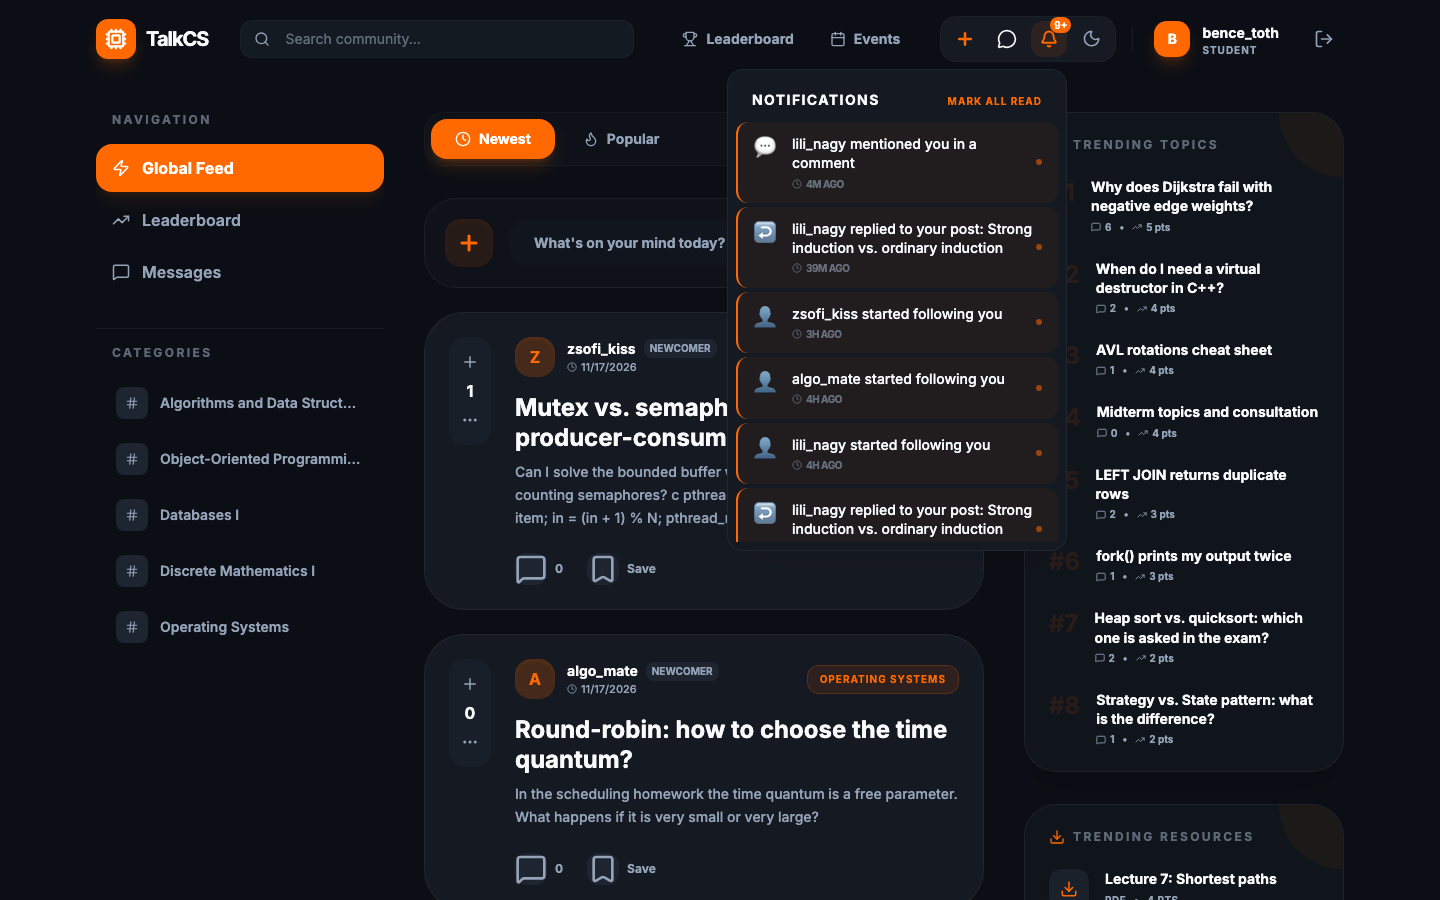 TalkCS
Search community...
Leaderboard
Events
9+
B
bence_toth
STUDENT
NAVIGATION
Global Feed
Leaderboard
Messages
CATEGORIES
# Algorithms and Data Struct...
# Object-Oriented Programmi...
# Databases I
# Discrete Mathematics I
# Operating Systems
Newest
Popular
What's on your mind today?
1
Z
zsofi_kiss NEWCOMER
11/17/2026
Mutex vs. semaph
producer-consum
Can I solve the bounded buffer
counting semaphores? c pthrea
item; in = (in + 1) % N; pthread_
0
Save
0
A
algo_mate NEWCOMER
11/17/2026
OPERATING SYSTEMS
Round-robin: how to choose the time
quantum?
In the scheduling homework the time quantum is a free parameter.
What happens if it is very small or very large?
0
Save
NOTIFICATIONS
MARK ALL READ
lili_nagy mentioned you in a
comment
4M AGO
lili_nagy replied to your post: Strong
induction vs. ordinary induction
39M AGO
zsofi_kiss started following you
3H AGO
algo_mate started following you
4H AGO
lili_nagy started following you
4H AGO
lili_nagy replied to your post: Strong
induction vs. ordinary induction
TRENDING TOPICS
1
Why does Dijkstra fail with
negative edge weights?
6 • 5 pts
2
When do I need a virtual
destructor in C++?
2 • 4 pts
3
AVL rotations cheat sheet
1 • 4 pts
4
Midterm topics and consultation
0 • 4 pts
5
LEFT JOIN returns duplicate
rows
2 • 3 pts
#6
fork() prints my output twice
1 • 3 pts
#7
Heap sort vs. quicksort: which
one is asked in the exam?
2 • 2 pts
#8
Strategy vs. State pattern: what
is the difference?
1 • 2 pts
TRENDING RESOURCES
Lecture 7: Shortest paths
PDF • 4 PTS